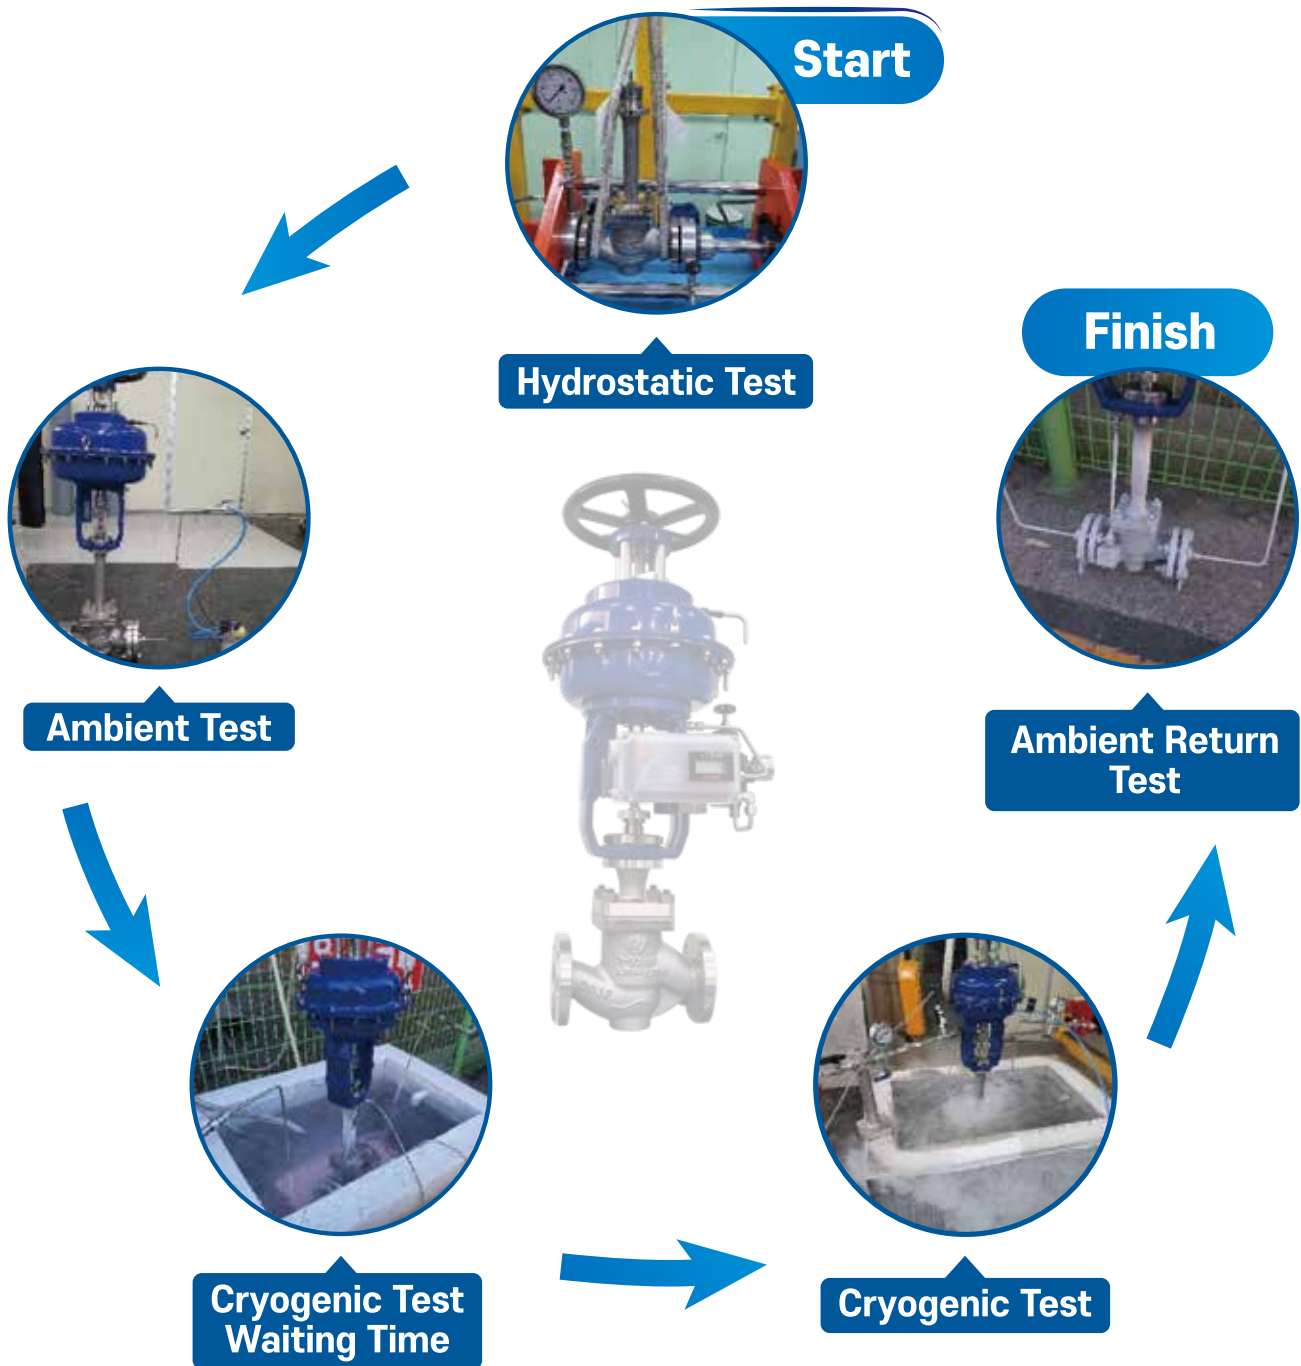 Start
Hydrostatic Test
Finish
Ambient Test
Ambient Return
Test
Cryogenic Test
Waiting Time
Cryogenic Test